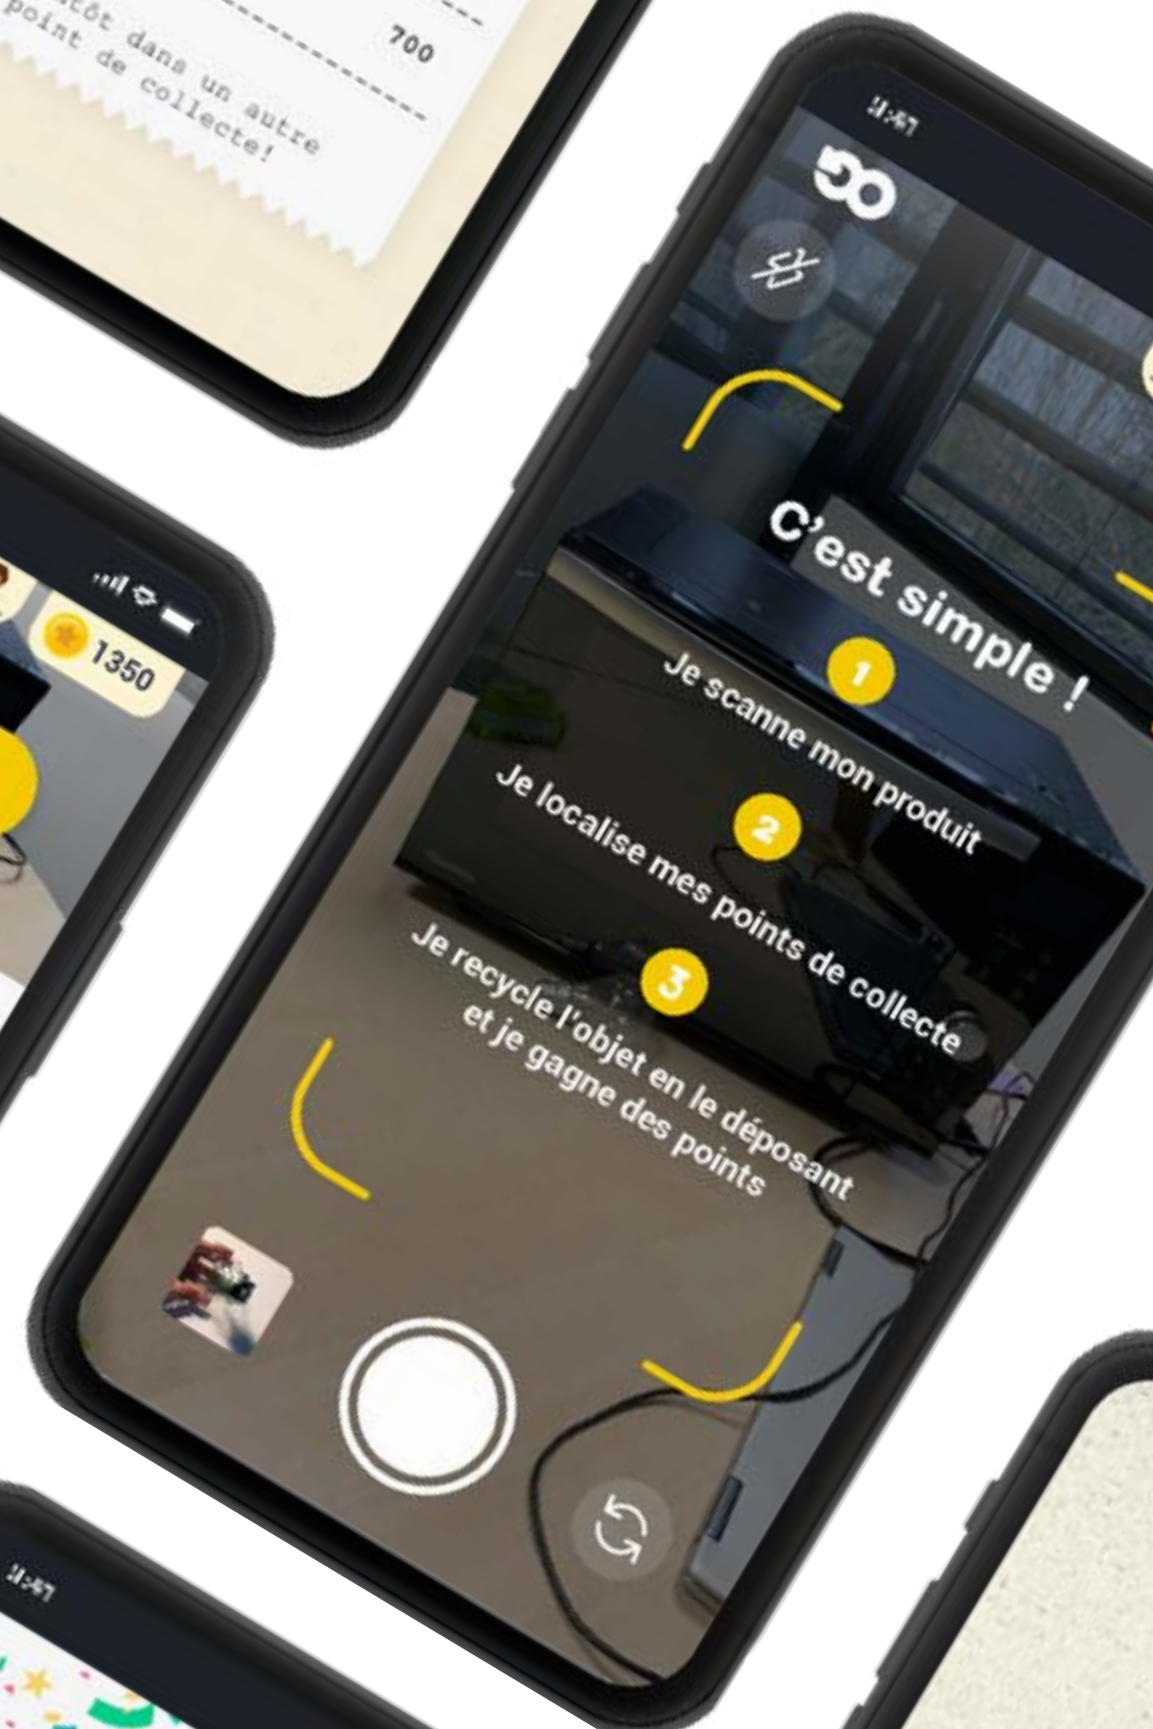 700
dans un autre
point de collecte!
1350
C'est simple !
1
Je scanne mon produit
2
Je localise mes points de collecte
3
Je recycle l'objet en le déposant
et je gagne des points